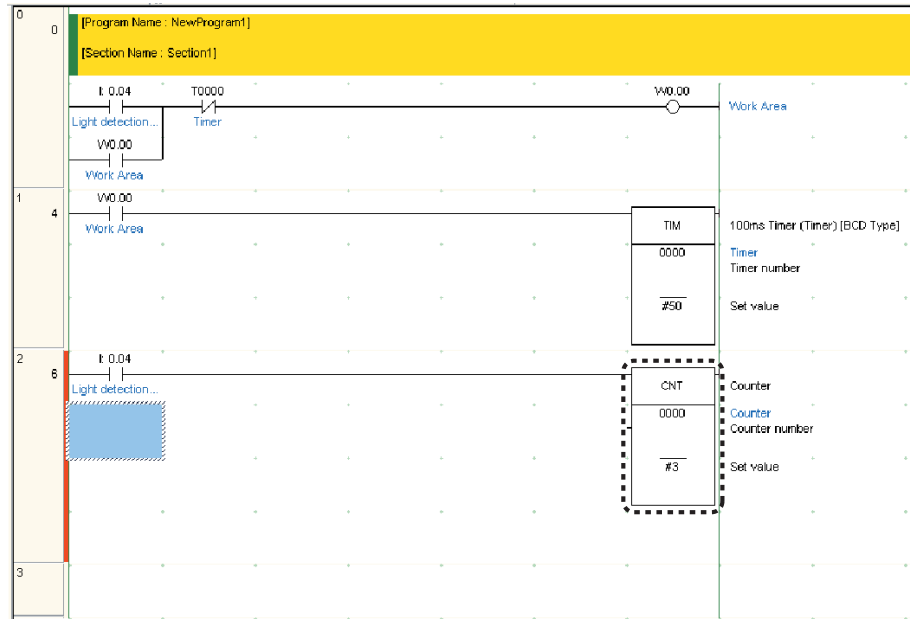 0
0
[Program Name : NewProgram1]
[Section Name : Section1]
I: 0.04
T0000
W0.00
Light detection...
Timer
Work Area
W0.00
Work Area
1
4
W0.00
Work Area
TIM
100ms Timer (Timer) [BCD Type]
0000
Timer
Timer number
#50
Set value
2
6
I: 0.04
Light detection...
CNT
Counter
0000
Counter
Counter number
#3
Set value
3